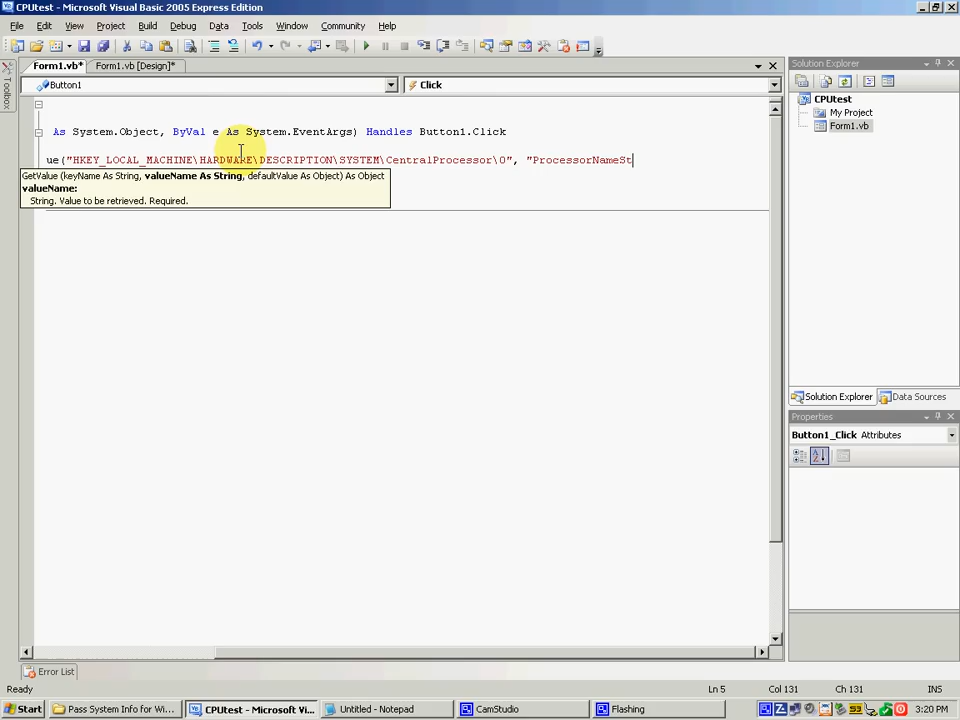 CPUtest - Microsoft Visual Basic 2005 Express Edition
File Edit View Project Build Debug Data Tools Window Community Help
Form1.vb* Form1.vb [Design]*
Toolbox
Button1 Click
As System.Object, ByVal e As System.EventArgs) Handles Button1.Click
ue("HKEY_LOCAL_MACHINE\HARDWARE\DESCRIPTION\SYSTEM\CentralProcessor\0", "ProcessorNameSt
GetValue (keyName As String, valueName As String, defaultValue As Object) As Object
valueName:
String. Value to be retrieved. Required.
Solution Explorer
CPUtest
My Project
Form1.vb
Solution Explorer Data Sources
Properties
Button1_Click Attributes
Error List
Ready Ln 5 Col 131 Ch 131 INS
Start Pass System Info for Wi... CPUtest - Microsoft Vi... Untitled - Notepad CamStudio Flashing 3:20 PM